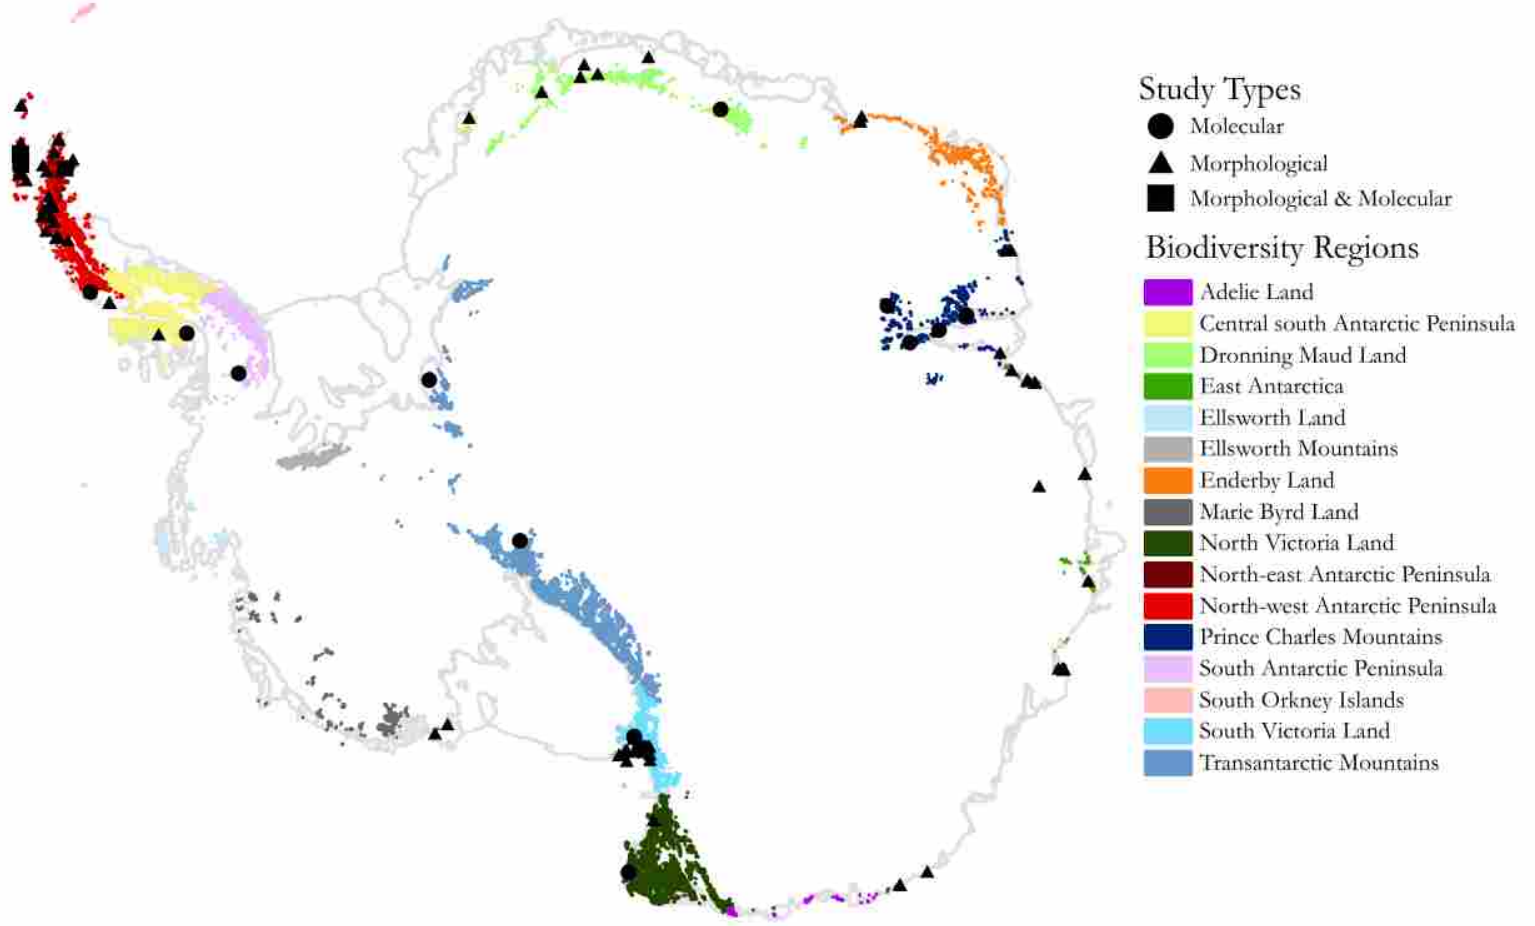 Study Types
Molecular
Morphological
Morphological & Molecular
Biodiversity Regions
Adelie Land
Central south Antarctic Peninsula
Dronning Maud Land
East Antarctica
Ellsworth Land
Ellsworth Mountains
Enderby Land
Marie Byrd Land
North Victoria Land
North-east Antarctic Peninsula
North-west Antarctic Peninsula
Prince Charles Mountains
South Antarctic Peninsula
South Orkney Islands
South Victoria Land
Transantarctic Mountains